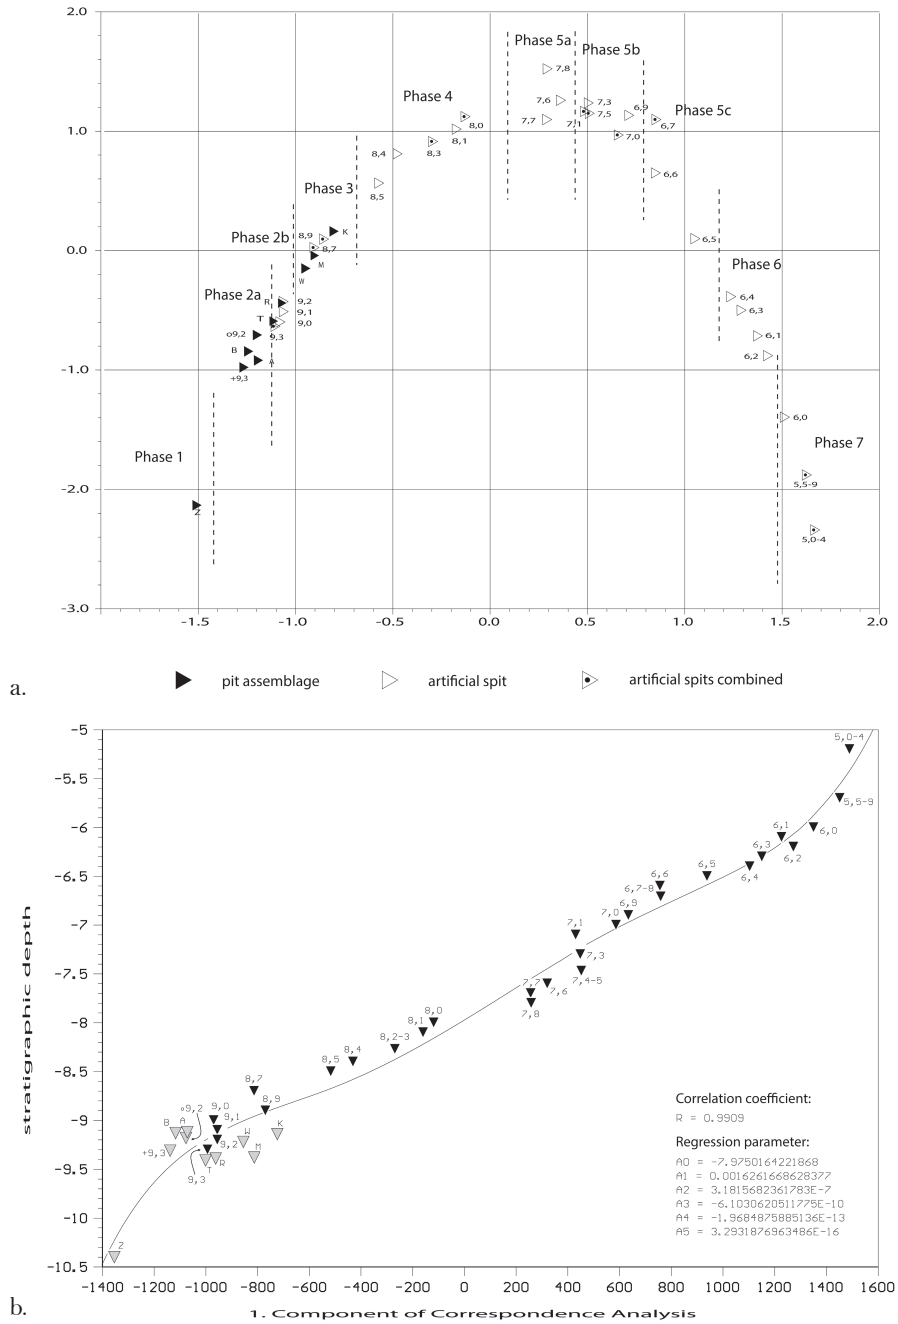 2.0
Phase 5a
Phase 5b
7,8
Phase 4
7,6
7,3
6,9
Phase 5c
8,0
7,7
7,1
7,5
6,7
1.0
8,1
7,0
8,4
8,3
6,6
Phase 3
8,5
Phase 2b
8,9
K
6,5
0.0
8,7
M
Phase 6
W
Phase 2a
R
9,2
6,4
9,1
6,3
T
9,0
o9,2
9,3
6,1
B
A
6,2
+9,3
-1.0
6,0
Phase 1
Phase 7
5,5-9
-2.0
Z
5,0-4
-3.0
-1.5 -1.0 -0.5 0.0 0.5 1.0 1.5 2.0
a.
pit assemblage artificial spit artificial spits combined
-5
5,0-4
-5.5
5,5-9
-6
6,1
6,0
6,3
6,2
-6.5
6,6
6,5
6,4
6,7-8
6,9
-7
7,0
7,1
7,3
-7.5
7,7
7,4-5
7,6
7,8
-8
8,0
8,1
8,2-3
8,4
8,5
-8.5
8,7
8,9
-9
o9,2
9,0
B
A
9,1
K
W
+9,3
9,2
M
-9.5
9,3
T
R
-10
Z
-10.5
Correlation coefficient:
R = 0.9909
Regression parameter:
A0 = -7.9750164221868
A1 = 0.0016261668628377
A2 = 3.1815682361783E-7
A3 = -6.1030620511775E-10
A4 = -1.9684875885136E-13
A5 = 3.2931876963486E-16
-1400 -1200 -1000 -800 -600 -400 -200 0 200 400 600 800 1000 1200 1400 1600
stratigraphic depth
b.
1. Component of Correspondence Analysis